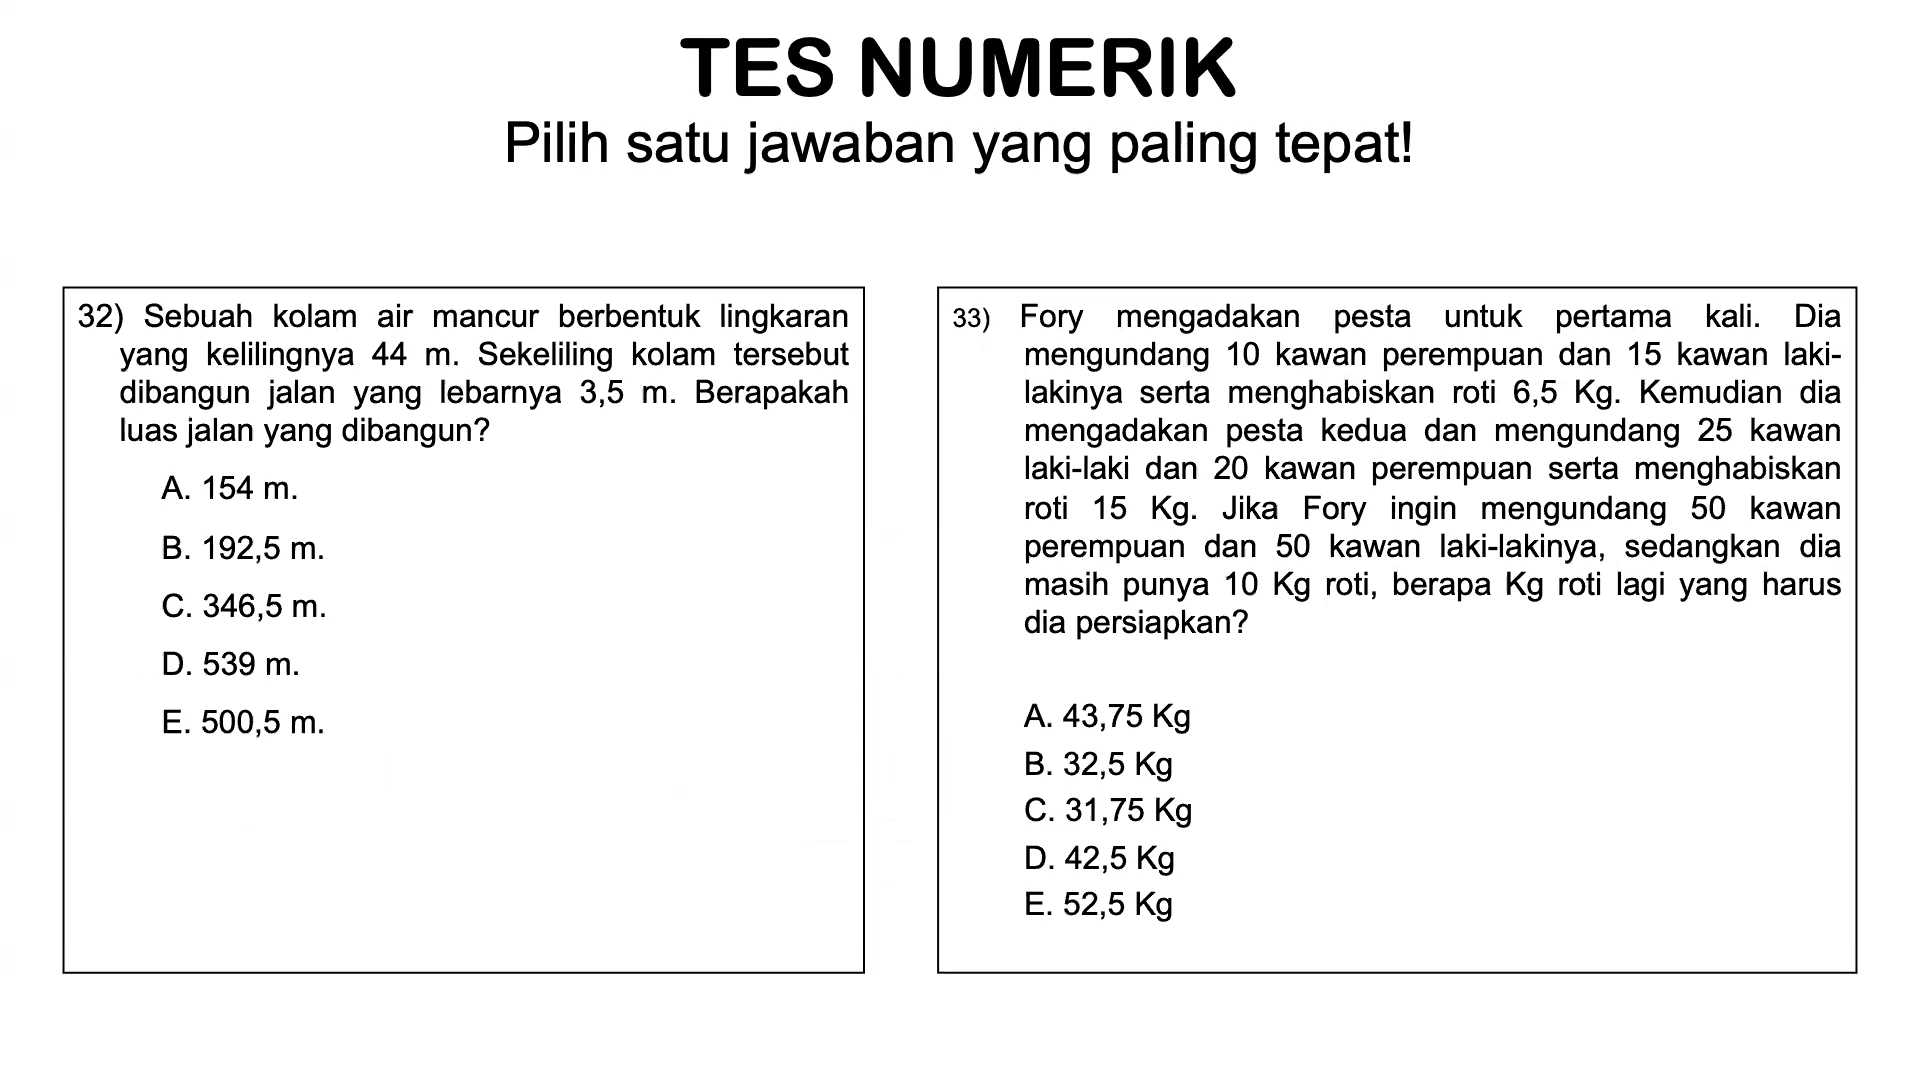 TES NUMERIK
Pilih satu jawaban yang paling tepat!
32) Sebuah kolam air mancur berbentuk lingkaran
yang kelilingnya 44 m. Sekeliling kolam tersebut
dibangun jalan yang lebarnya 3,5 m. Berapakah
luas jalan yang dibangun?
A. 154 m.
B. 192,5 m.
C. 346,5 m.
D. 539 m.
E. 500,5 m.
33) Fory mengadakan pesta untuk pertama kali. Dia
mengundang 10 kawan perempuan dan 15 kawan laki-
lakinya serta menghabiskan roti 6,5 Kg. Kemudian dia
mengadakan pesta kedua dan mengundang 25 kawan
laki-laki dan 20 kawan perempuan serta menghabiskan
roti 15 Kg. Jika Fory ingin mengundang 50 kawan
perempuan dan 50 kawan laki-lakinya, sedangkan dia
masih punya 10 Kg roti, berapa Kg roti lagi yang harus
dia persiapkan?
A. 43,75 Kg
B. 32,5 Kg
C. 31,75 Kg
D. 42,5 Kg
E. 52,5 Kg